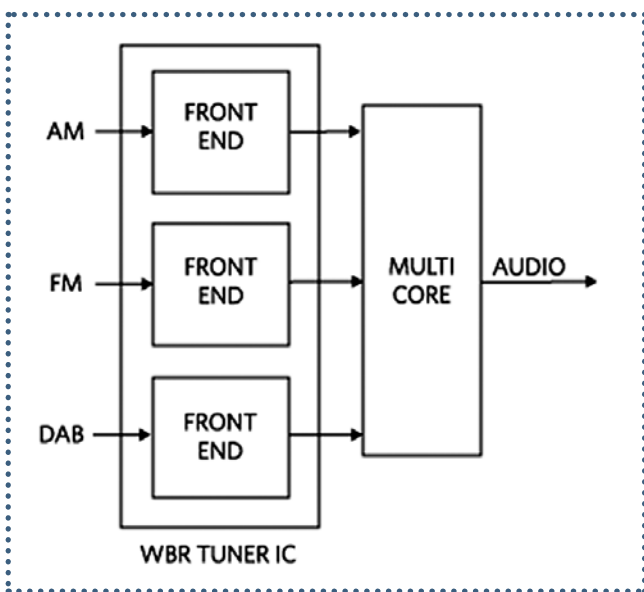 AM
FRONT
END
FM
FRONT
END
MULTI
CORE
AUDIO
DAB
FRONT
END
WBR TUNER IC